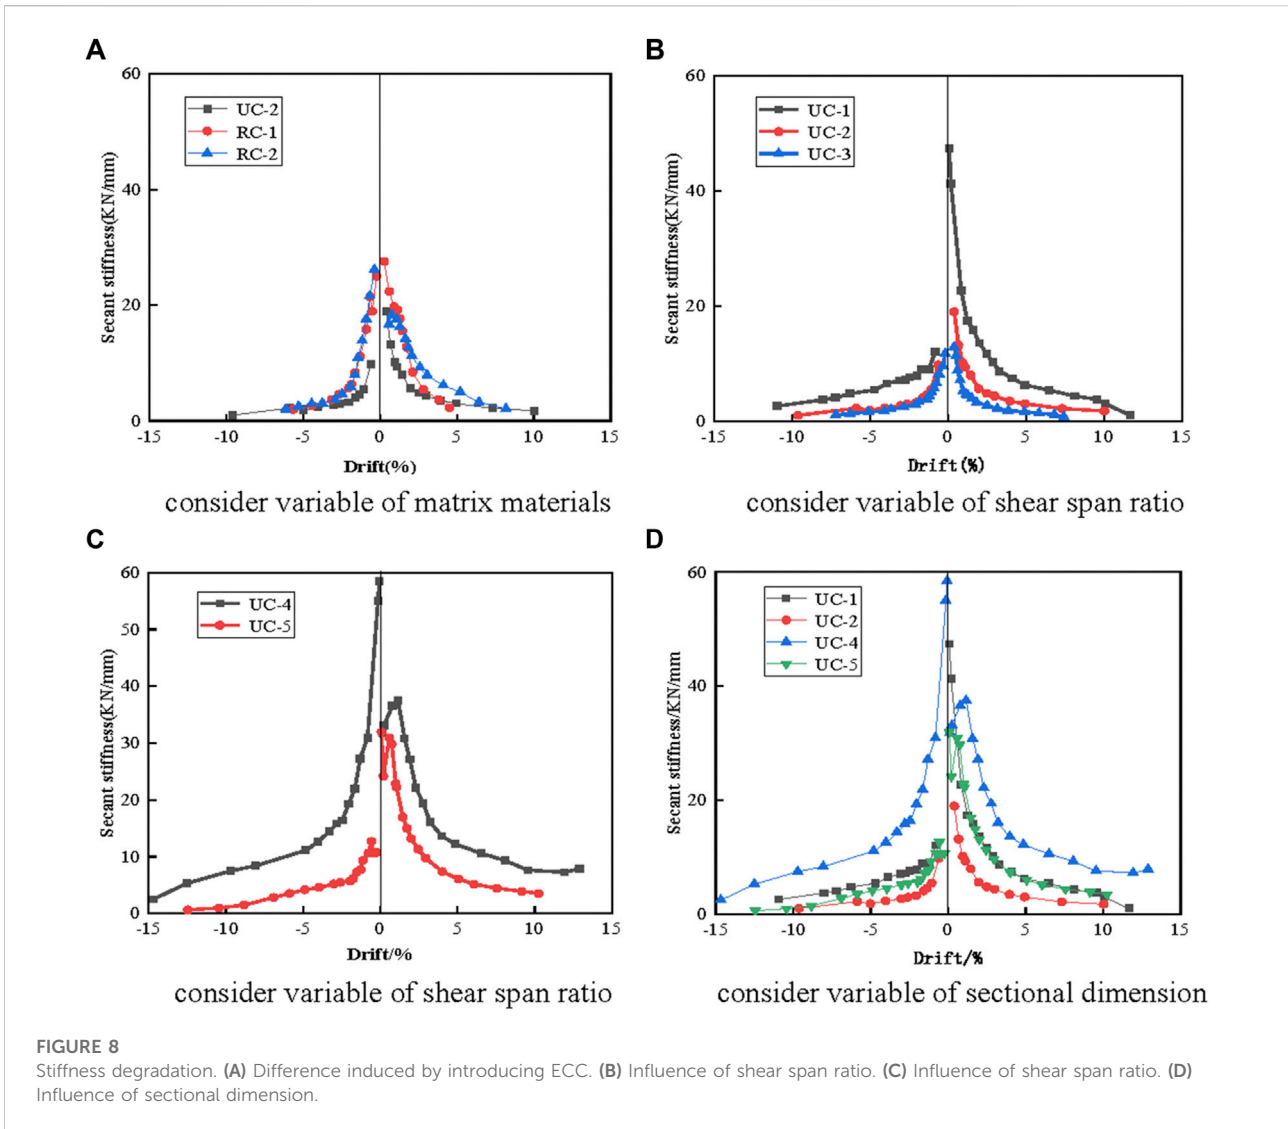 A
60
40
20
0
-15
-10
-5
0
5
10
15
Secant stiffness(KN/mm)
Drift(%)
UC-2
RC-1
RC-2
consider variable of matrix materials
B
60
40
20
0
-15
-10
-5
0
5
10
15
Secant stiffness(KN/mm)
Drift(%)
UC-1
UC-2
UC-3
consider variable of shear span ratio
C
60
50
40
30
20
10
0
-15
-10
-5
0
5
10
15
Secant stiffness(KN/mm)
Drift/%
UC-4
UC-5
consider variable of shear span ratio
D
60
40
20
0
-15
-10
-5
0
5
10
15
Secant stiffness/KN/mm
Drift/%
UC-1
UC-2
UC-4
UC-5
consider variable of sectional dimension
FIGURE 8
Stiffness degradation. (A) Difference induced by introducing ECC. (B) Influence of shear span ratio. (C) Influence of shear span ratio. (D)
Influence of sectional dimension.